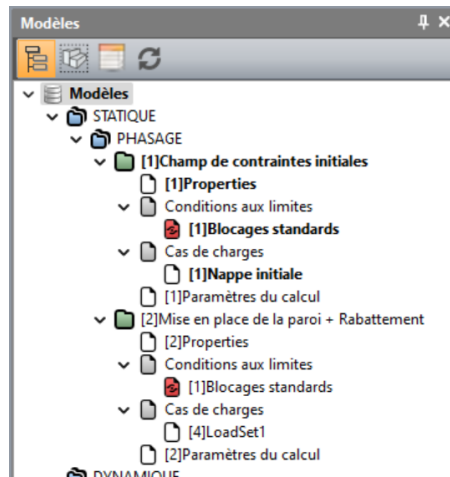 Modèles
Modèles
STATIQUE
PHASAGE
[1]Champ de contraintes initiales
[1]Properties
Conditions aux limites
[1]Blocages standards
Cas de charges
[1]Nappe initiale
[1]Paramètres du calcul
[2]Mise en place de la paroi + Rabattement
[2]Properties
Conditions aux limites
[1]Blocages standards
Cas de charges
[4]LoadSet1
[2]Paramètres du calcul
DYNAMIQUE